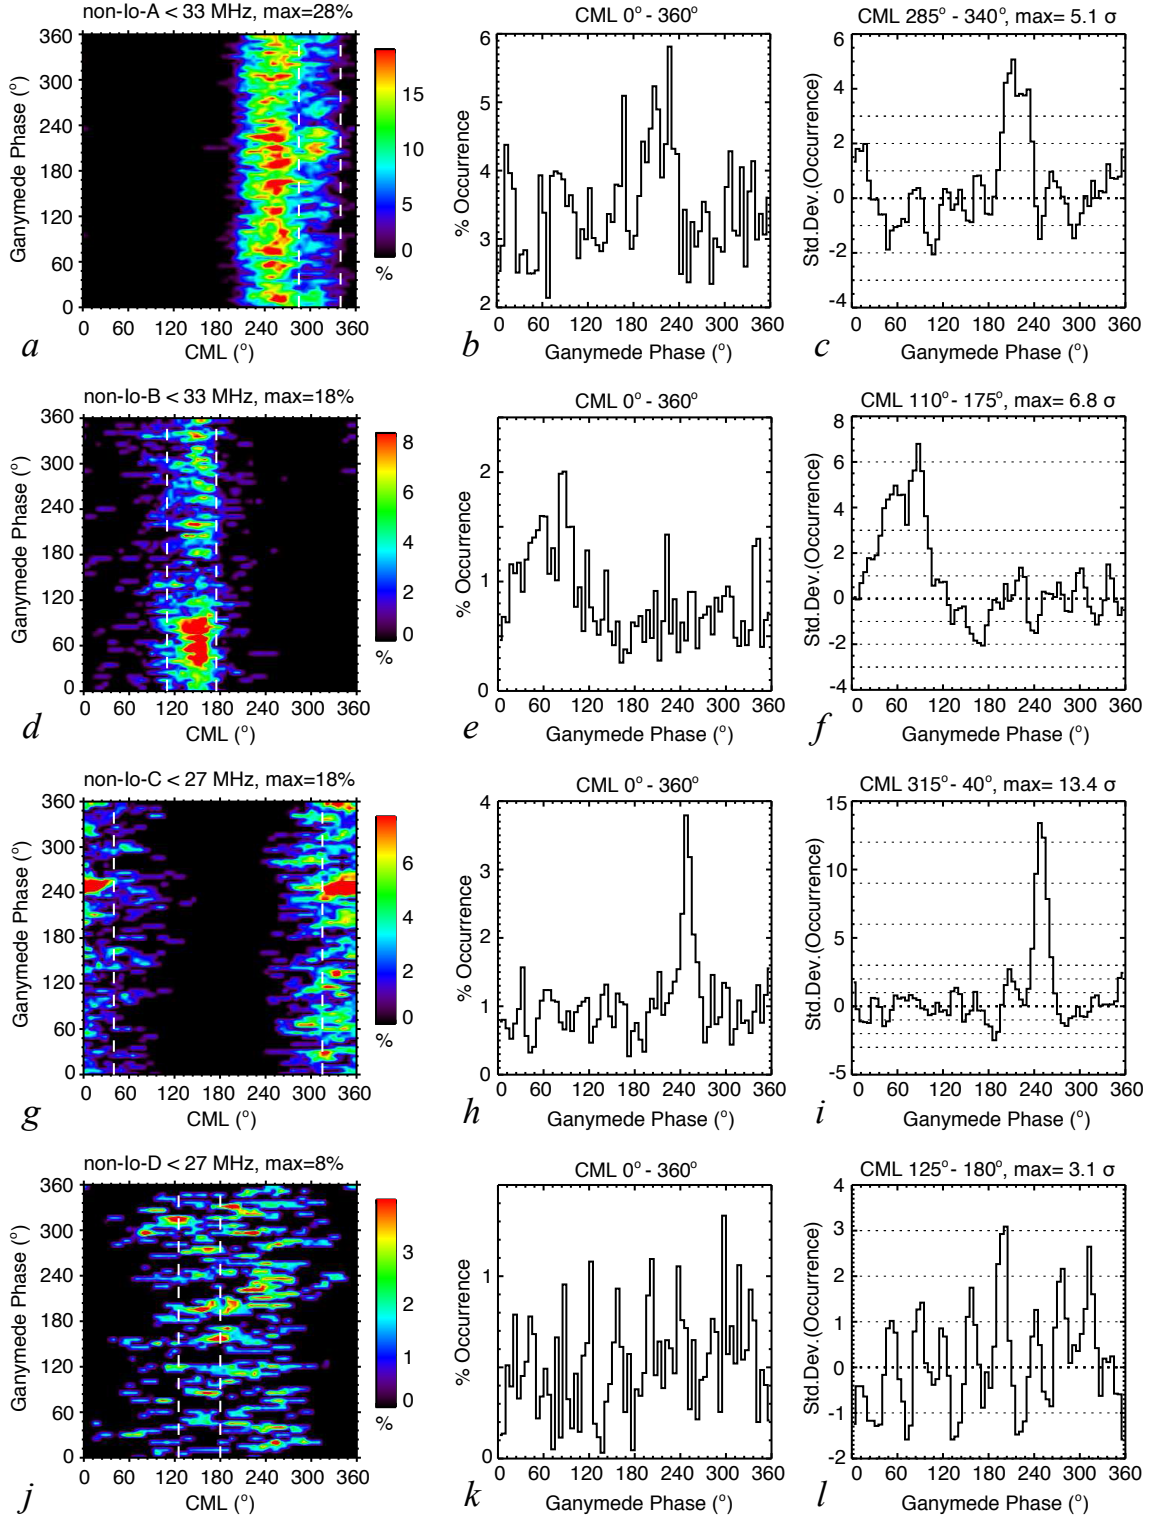 non-Io-A < 33 MHz, max=28%
CML 0° - 360°
CML 285° - 340°, max= 5.1 σ
360
300
240
180
120
60
0
Ganymede Phase (°)
0 60 120 180 240 300 360
CML (°)
15
10
5
0
%
a
6
5
4
3
2
% Occurrence
0 60 120 180 240 300 360
Ganymede Phase (°)
b
6
4
2
0
-2
-4
Std.Dev.(Occurrence)
0 60 120 180 240 300 360
Ganymede Phase (°)
c
non-Io-B < 33 MHz, max=18%
CML 0° - 360°
CML 110° - 175°, max= 6.8 σ
360
300
240
180
120
60
0
Ganymede Phase (°)
0 60 120 180 240 300 360
CML (°)
8
6
4
2
0
%
d
2
1
0
% Occurrence
0 60 120 180 240 300 360
Ganymede Phase (°)
e
8
6
4
2
0
-2
-4
Std.Dev.(Occurrence)
0 60 120 180 240 300 360
Ganymede Phase (°)
f
non-Io-C < 27 MHz, max=18%
CML 0° - 360°
CML 315° - 40°, max= 13.4 σ
360
300
240
180
120
60
0
Ganymede Phase (°)
0 60 120 180 240 300 360
CML (°)
6
4
2
0
%
g
4
3
2
1
0
% Occurrence
0 60 120 180 240 300 360
Ganymede Phase (°)
h
15
10
5
0
-5
Std.Dev.(Occurrence)
0 60 120 180 240 300 360
Ganymede Phase (°)
i
non-Io-D < 27 MHz, max=8%
CML 0° - 360°
CML 125° - 180°, max= 3.1 σ
360
300
240
180
120
60
0
Ganymede Phase (°)
0 60 120 180 240 300 360
CML (°)
3
2
1
0
%
j
1
0
% Occurrence
0 60 120 180 240 300 360
Ganymede Phase (°)
k
4
3
2
1
0
-1
-2
Std.Dev.(Occurrence)
0 60 120 180 240 300 360
Ganymede Phase (°)
l